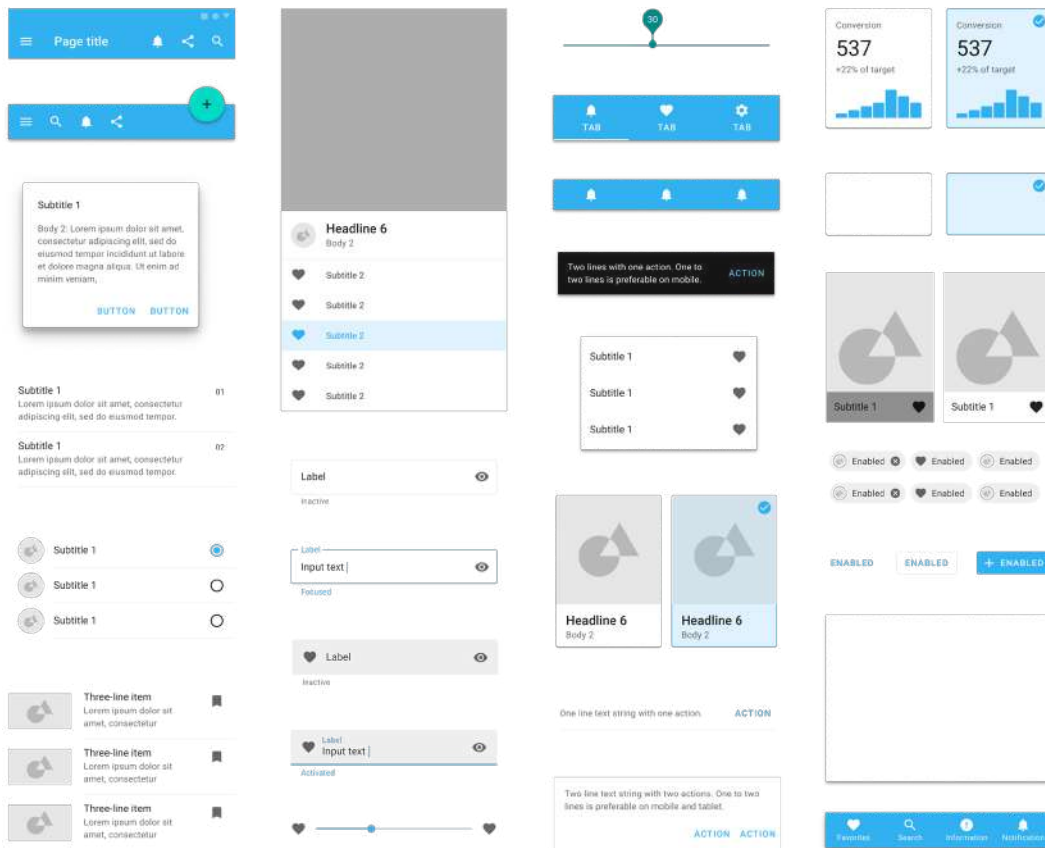 Page title
Subtitle 1
Body 2: Lorem ipsum dolor sit amet,
consectetur adipiscing elit, sed do
eiusmod tempor incididunt ut labore
et dolore magna aliqua. Ut enim ad
minim veniam,
BUTTON BUTTON
Subtitle 1 01
Lorem ipsum dolor sit amet, consectetur
adipiscing elit, sed do eiusmod tempor.
Subtitle 1 02
Lorem ipsum dolor sit amet, consectetur
adipiscing elit, sed do eiusmod tempor.
Subtitle 1
Subtitle 1
Subtitle 1
Three-line item
Lorem ipsum dolor sit
amet, consectetur
Three-line item
Lorem ipsum dolor sit
amet, consectetur
Three-line item
Lorem ipsum dolor sit
amet, consectetur
Headline 6
Body 2
Subtitle 2
Subtitle 2
Subtitle 2
Subtitle 2
Subtitle 2
Label
Inactive
Label
Input text
Focused
Label
Inactive
Label
Input text
Activated
30
TAB TAB TAB
Two lines with one action. One to
two lines is preferable on mobile.
ACTION
Subtitle 1
Subtitle 1
Subtitle 1
Headline 6 Headline 6
Body 2 Body 2
One line text string with one action. ACTION
Two line text string with two actions. One to two
lines is preferable on mobile and tablet.
ACTION ACTION
Conversion Conversion
537 537
+22% of target +22% of target
Subtitle 1 Subtitle 1
Enabled Enabled Enabled
Enabled Enabled Enabled
ENABLED ENABLED + ENABLED
Favorites Search Information Notification